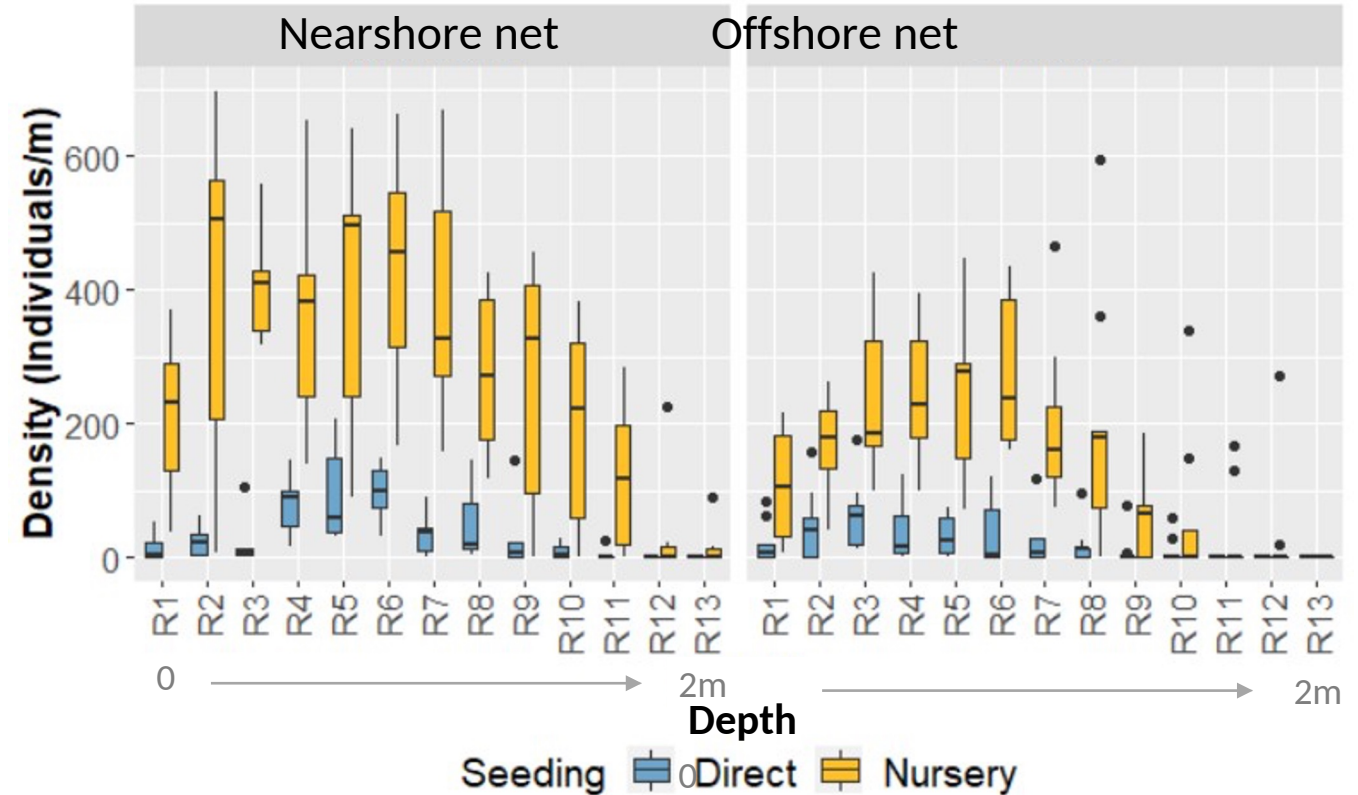 Nearshore net
Offshore net
Density (Individuals/m)
600
400
200
0
R1 R2 R3 R4 R5 R6 R7 R8 R9 R10 R11 R12 R13
R1 R2 R3 R4 R5 R6 R7 R8 R9 R10 R11 R12 R13
0 2m
2m
Depth
Seeding 0Direct Nursery